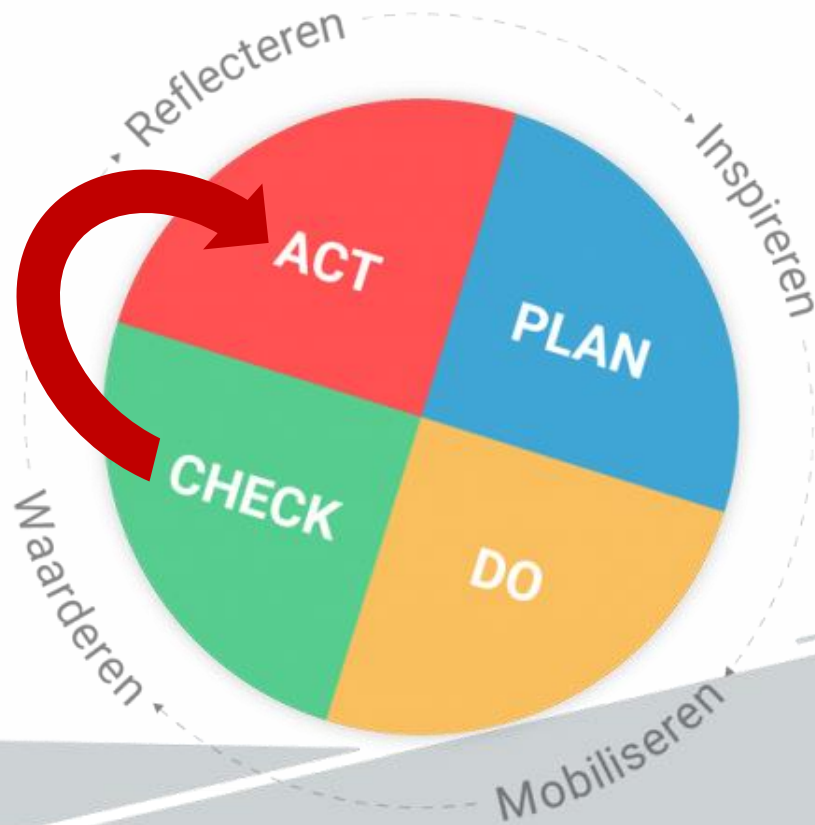 Reflecteren
Inspireren
ACT
PLAN
CHECK
DO
Waarderen
Mobiliseren